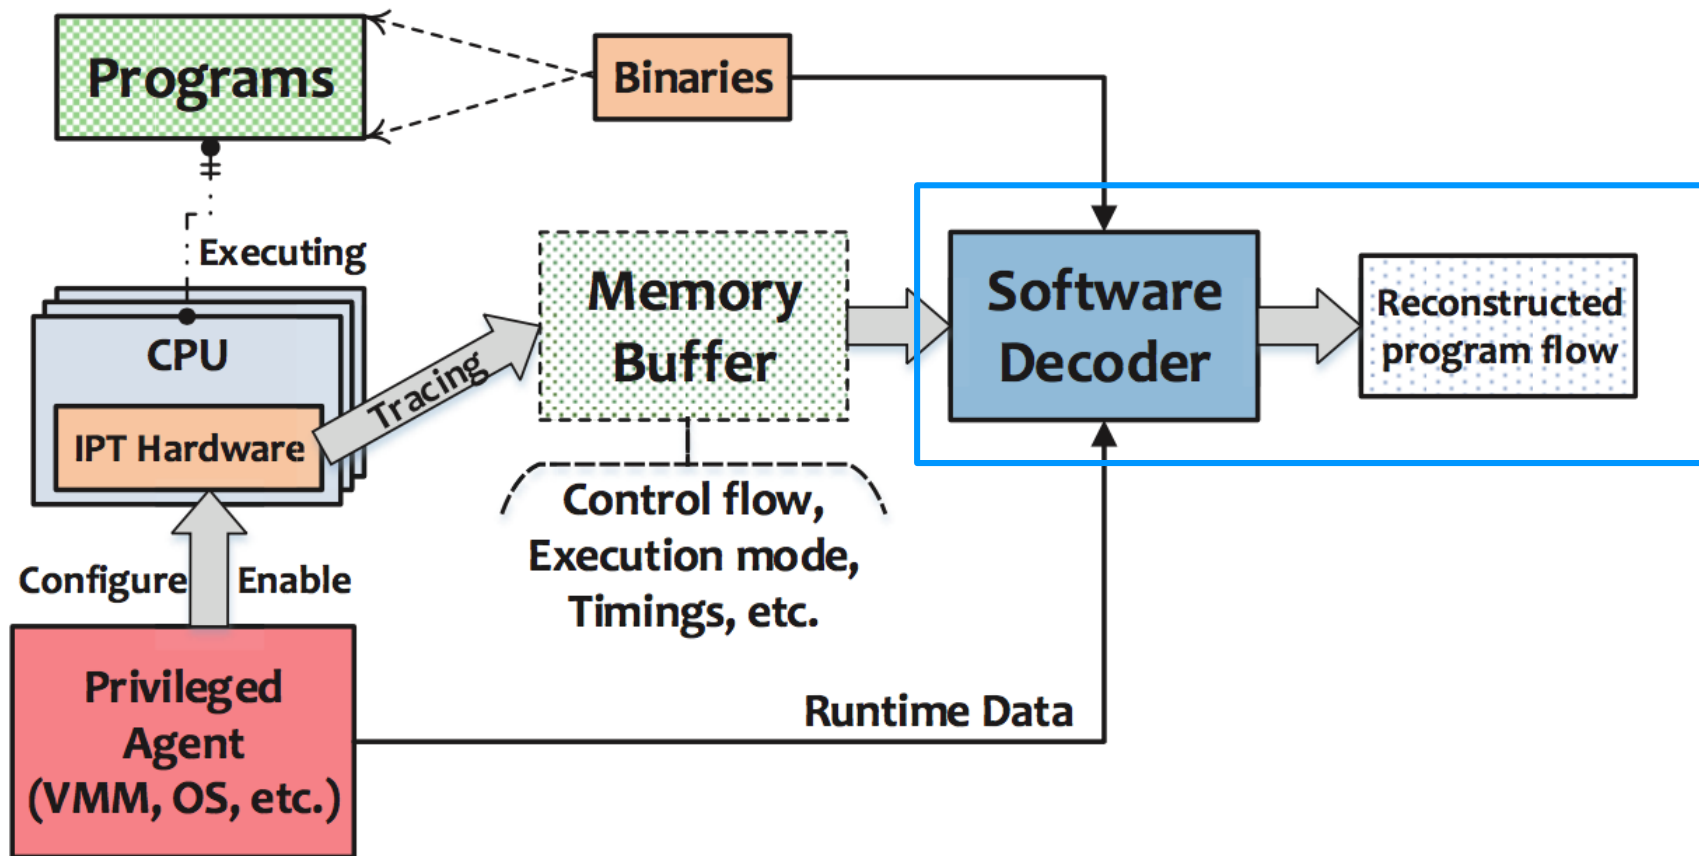 Programs
Binaries
Executing
CPU
IPT Hardware
Tracing
Memory
Buffer
Software
Decoder
Reconstructed
program flow
Control flow,
Execution mode,
Timings, etc.
Configure
Enable
Privileged
Agent
(VMM, OS, etc.)
Runtime Data